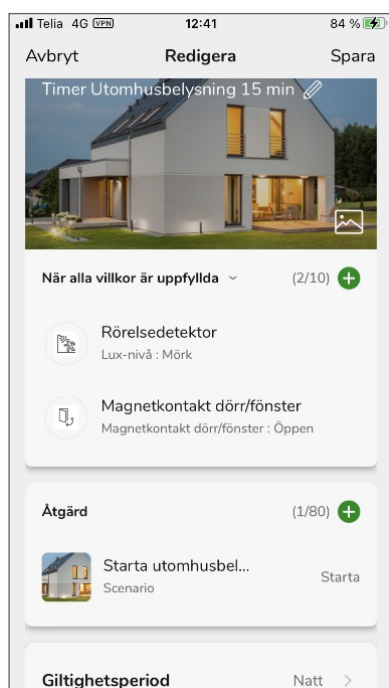 Telia 4G VPN 12:41 84 %
Avbryt Redigera Spara
Timer Utomhusbelysning 15 min
När alla villkor är uppfyllda (2/10)
Rörelsedetektor
Lux-nivå : Mörk
Magnetkontakt dörr/fönster
Magnetkontakt dörr/fönster : Öppen
Åtgärd (1/80)
Starta utomhusbel...
Scenario
Starta
Giltighetsperiod Natt